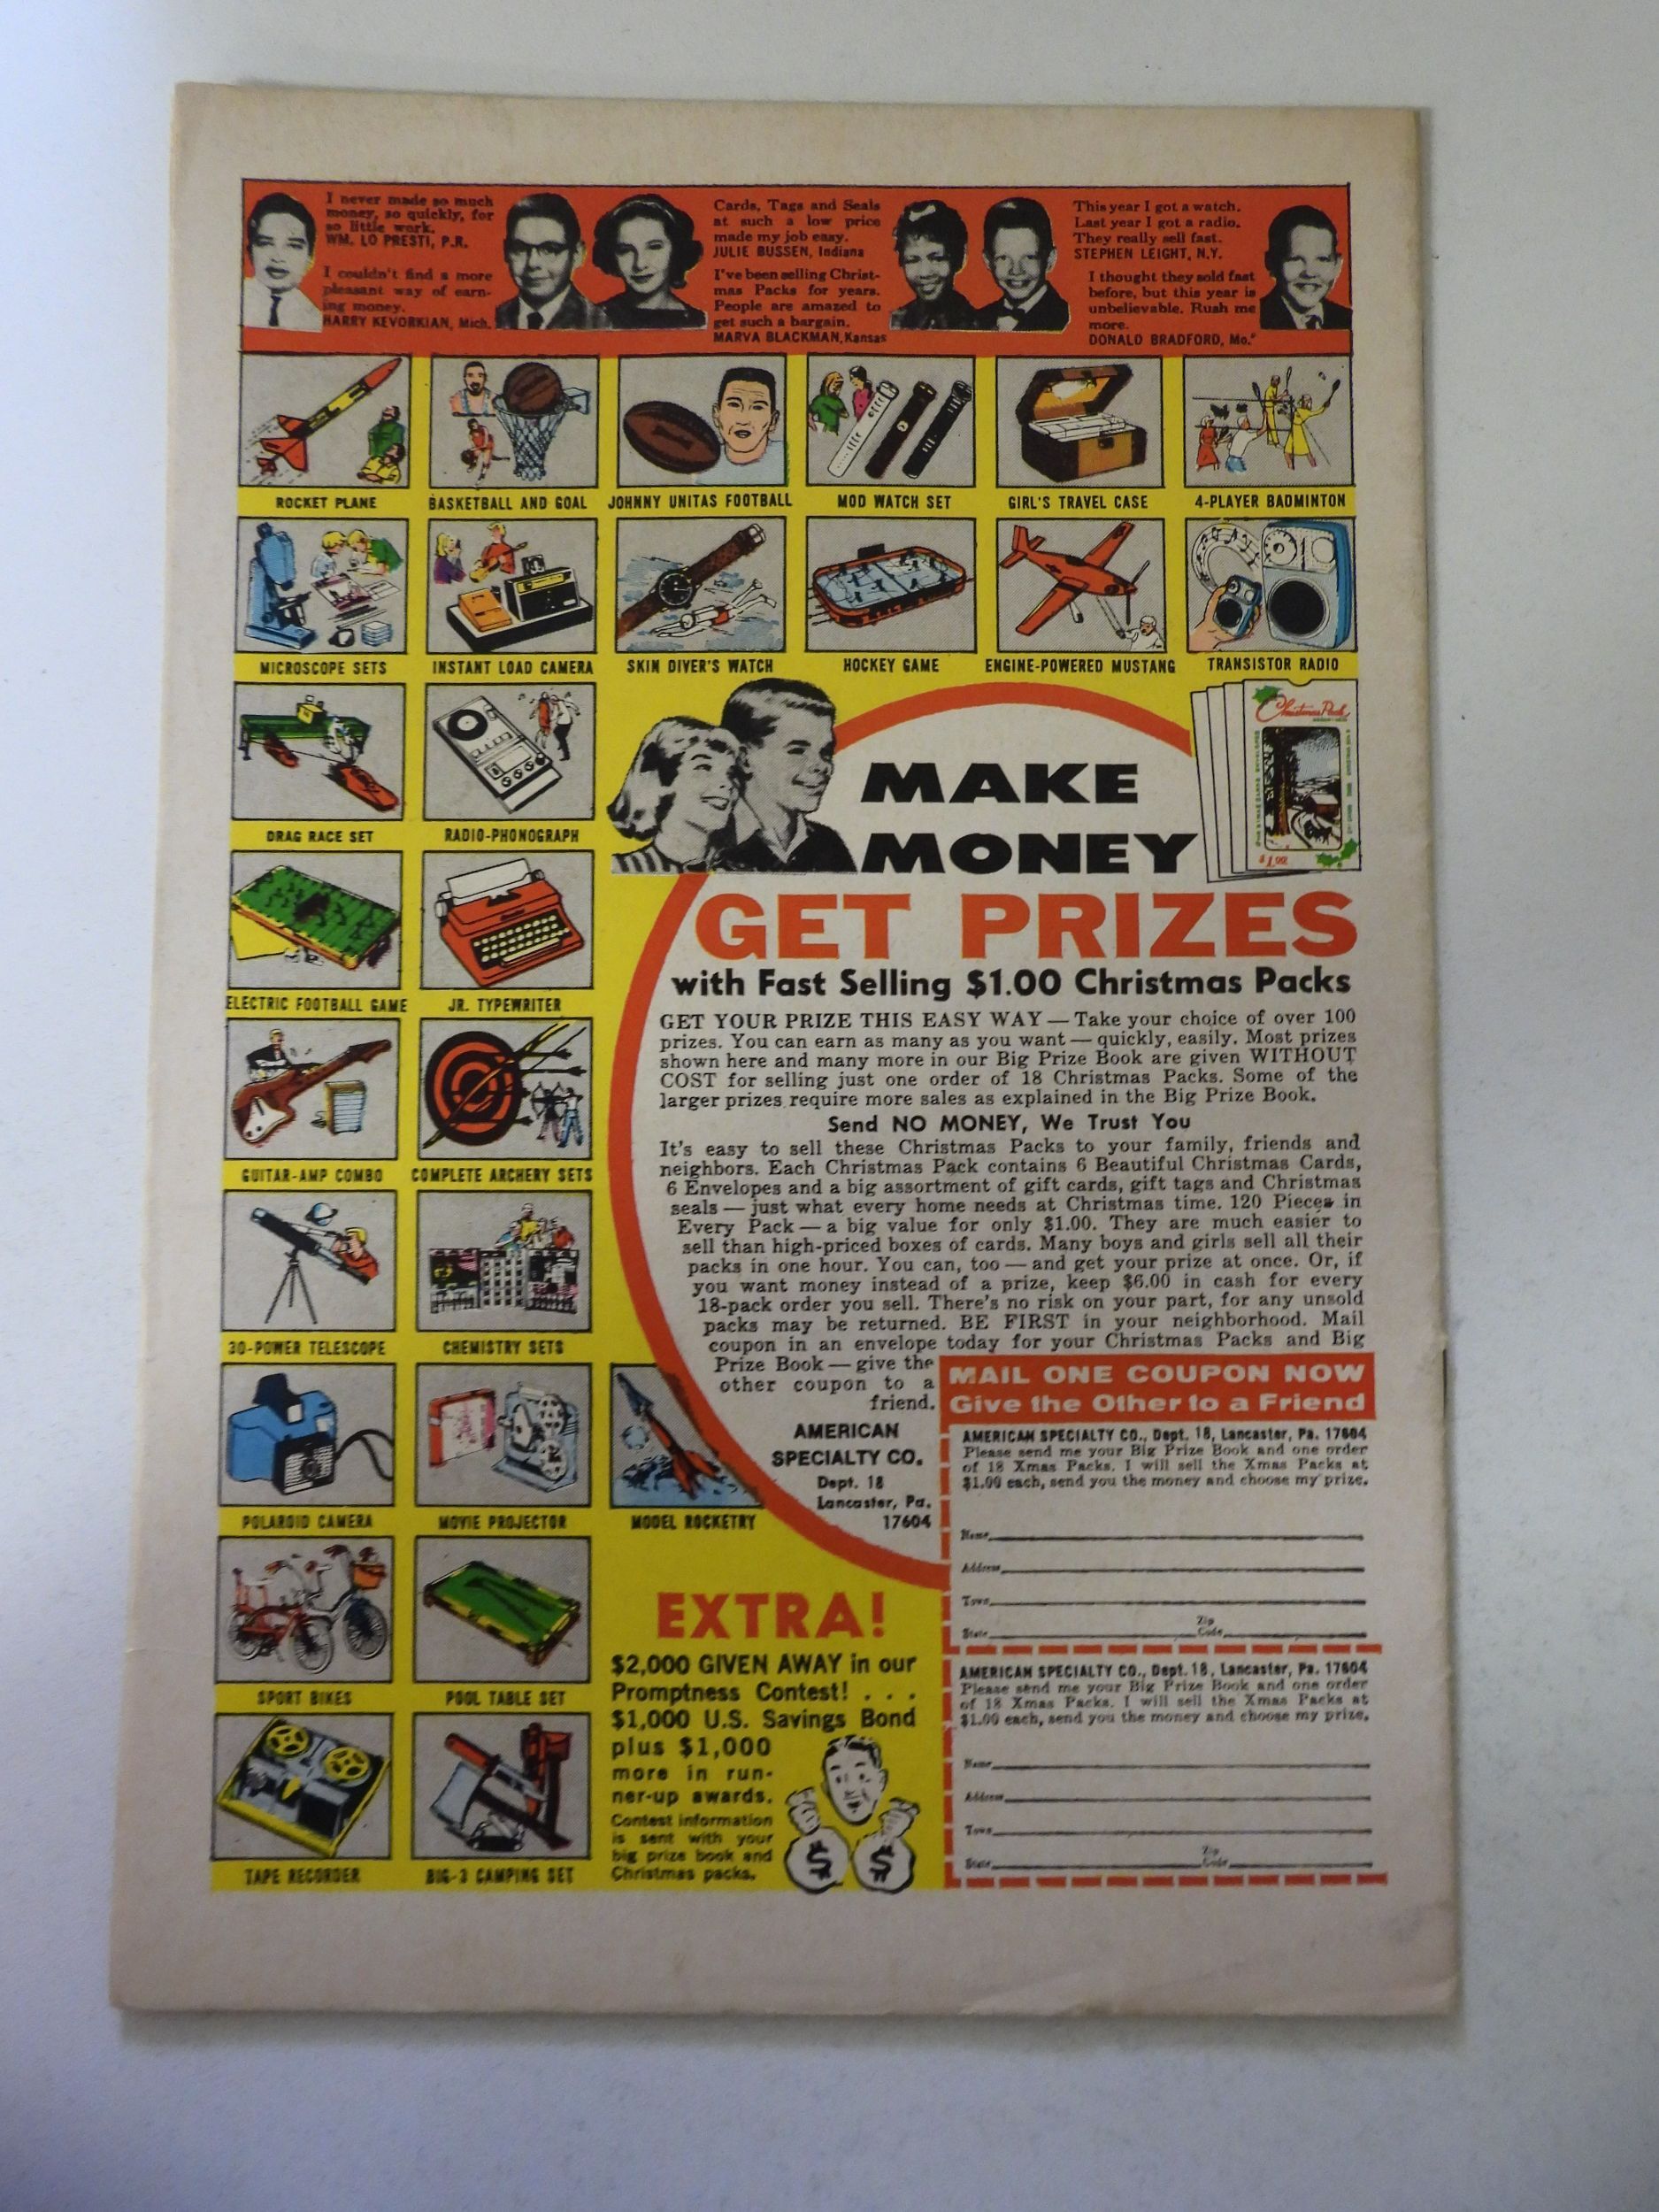 I never made so much
money, so quickly, for
so little work.
WM. LO PRESTI, P.R.
I couldn't find a more
pleasant way of earn-
ing money.
HARRY KEVORKIAN, Mich.
Cards, Tags and Seals
at such a low price
made my job easy.
JULIE BUSSEN, Indiana
I've been selling Christ-
mas Packs for years.
People are amazed to
get such a bargain.
MARVA BLACKMAN, Kansas
This year I got a watch.
Last year I got a radio.
They really sell fast.
STEPHEN LEIGHT, N.Y.
I thought they sold fast
before, but this year is
unbelievable. Rush me
more.
DONALD BRADFORD, Mo."
ROCKET PLANE
BASKETBALL AND GOAL
JOHNNY UNITAS FOOTBALL
MOD WATCH SET
GIRL'S TRAVEL CASE
4-PLAYER BADMINTON
MICROSCOPE SETS
INSTANT LOAD CAMERA
SKIN DIVER'S WATCH
HOCKEY GAME
ENGINE-POWERED MUSTANG
TRANSISTOR RADIO
DRAG RACE SET
RADIO-PHONOGRAPH
ELECTRIC FOOTBALL GAME
JR. TYPEWRITER
GUITAR-AMP COMBO
COMPLETE ARCHERY SETS
30-POWER TELESCOPE
CHEMISTRY SETS
POLAROID CAMERA
MOVIE PROJECTOR
MODEL ROCKETRY
SPORT BIKES
POOL TABLE SET
TAPE RECORDER
BIG-3 CAMPING SET
Christmas Pack
$1.00
MAKE
MONEY
GET PRIZES
with Fast Selling $1.00 Christmas Packs
GET YOUR PRIZE THIS EASY WAY — Take your choice of over 100
prizes. You can earn as many as you want — quickly, easily. Most prizes
shown here and many more in our Big Prize Book are given WITHOUT
COST for selling just one order of 18 Christmas Packs. Some of the
larger prizes require more sales as explained in the Big Prize Book.
Send NO MONEY, We Trust You
It's easy to sell these Christmas Packs to your family, friends and
neighbors. Each Christmas Pack contains 6 Beautiful Christmas Cards,
6 Envelopes and a big assortment of gift cards, gift tags and Christmas
seals — just what every home needs at Christmas time. 120 Pieces in
Every Pack — a big value for only $1.00. They are much easier to
sell than high-priced boxes of cards. Many boys and girls sell all their
packs in one hour. You can, too — and get your prize at once. Or, if
you want money instead of a prize, keep $6.00 in cash for every
18-pack order you sell. There's no risk on your part, for any unsold
packs may be returned. BE FIRST in your neighborhood. Mail
coupon in an envelope today for your Christmas Packs and Big
Prize Book — give the
other coupon to a
friend.
AMERICAN
SPECIALTY CO.
Dept. 18
Lancaster, Pa.
17604
EXTRA!
$2,000 GIVEN AWAY in our
Promptness Contest! . . .
$1,000 U.S. Savings Bond
plus $1,000
more in run-
ner-up awards.
Contest information
is sent with your
big prize book and
Christmas packs.
$ $
MAIL ONE COUPON NOW
Give the Other to a Friend
AMERICAN SPECIALTY CO., Dept. 18, Lancaster, Pa. 17604
Please send me your Big Prize Book and one order
of 18 Xmas Packs. I will sell the Xmas Packs at
$1.00 each, send you the money and choose my prize.
Name
Address
Town
State Zip Code
AMERICAN SPECIALTY CO., Dept. 18, Lancaster, Pa. 17604
Please send me your Big Prize Book and one order
of 18 Xmas Packs. I will sell the Xmas Packs at
$1.00 each, send you the money and choose my prize.
Name
Address
Town
State Zip Code